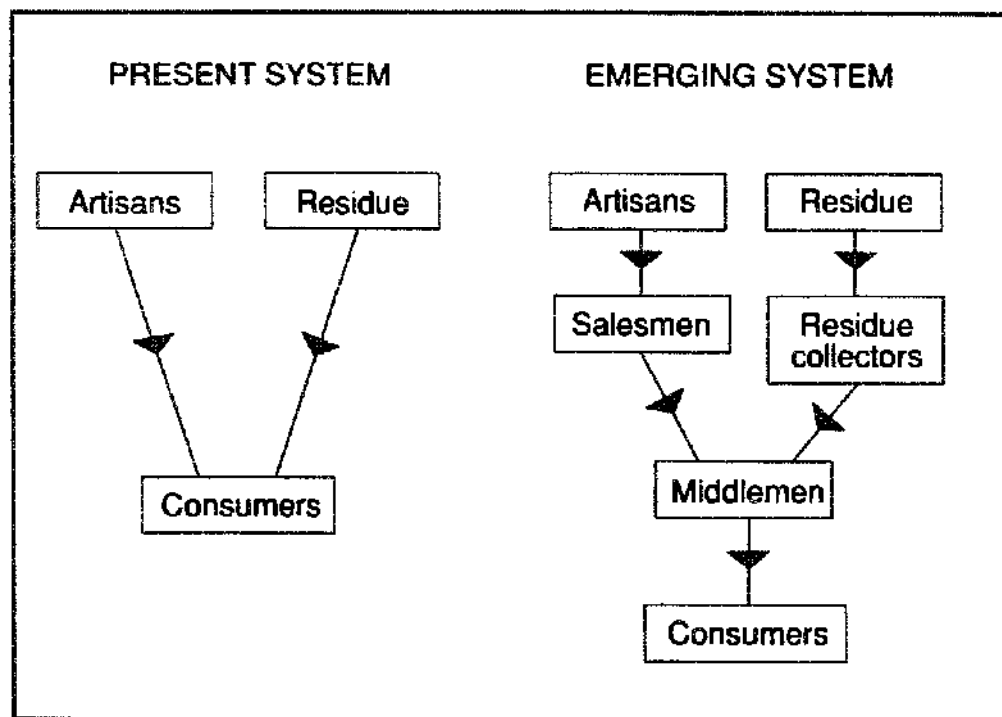 PRESENT SYSTEM
Artisans
Residue
Consumers
EMERGING SYSTEM
Artisans
Residue
Salesmen
Residue
collectors
Middlemen
Consumers